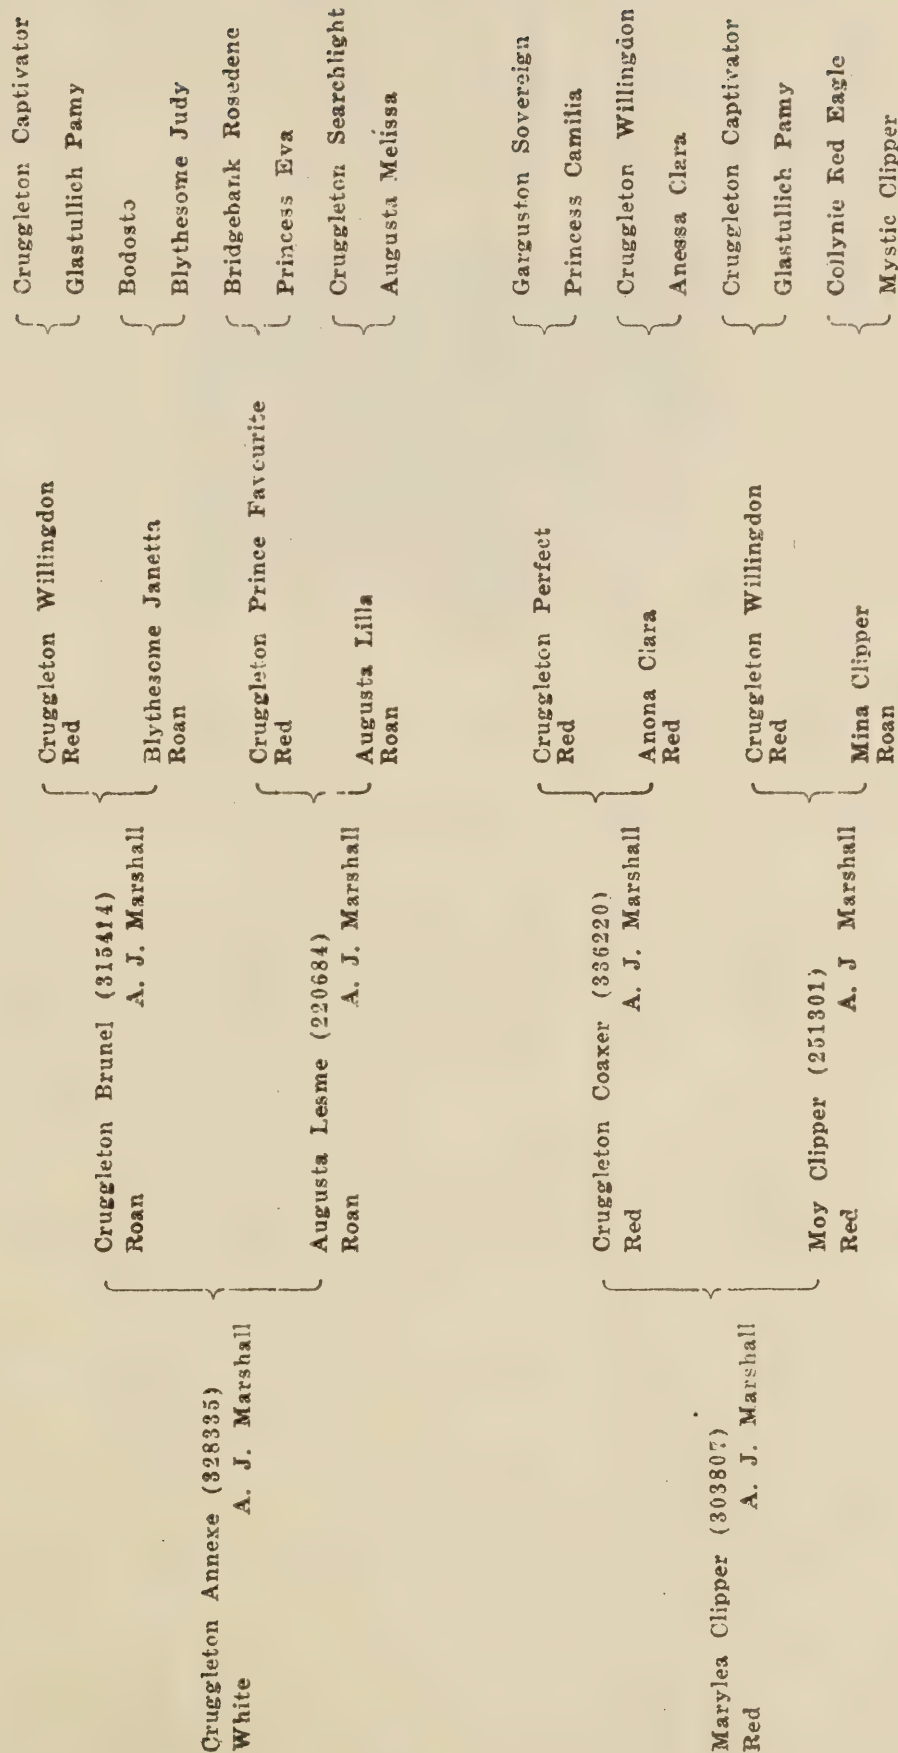 Cruggleton Captivator
Glastullich Pamy
Cruggleton Willingdon
Red
Bodosto
Blythesome Judy
Blythesome Janetta
Roan
Cruggleton Brunel (315414)
Roan A. J. Marshall
Bridgebank Rosedene
Princess Eva
Cruggleton Prince Favourite
Red
Cruggleton Searchlight
Augusta Melissa
Augusta Lilla
Roan
Augusta Lesme (220684)
Roan A. J. Marshall
Cruggleton Annexe (328335)
White A. J. Marshall
Garguston Sovereign
Princess Camilia
Cruggleton Perfect
Red
Cruggleton Willingdon
Anessa Clara
Anona Clara
Red
Cruggleton Coaxer (336220)
Red A. J. Marshall
Cruggleton Captivator
Glastullich Pamy
Cruggleton Willingdon
Red
Collynie Red Eagle
Mystic Clipper
Mina Clipper
Roan
Moy Clipper (251301)
Red A. J Marshall
Marylea Clipper (303807)
Red A. J. Marshall